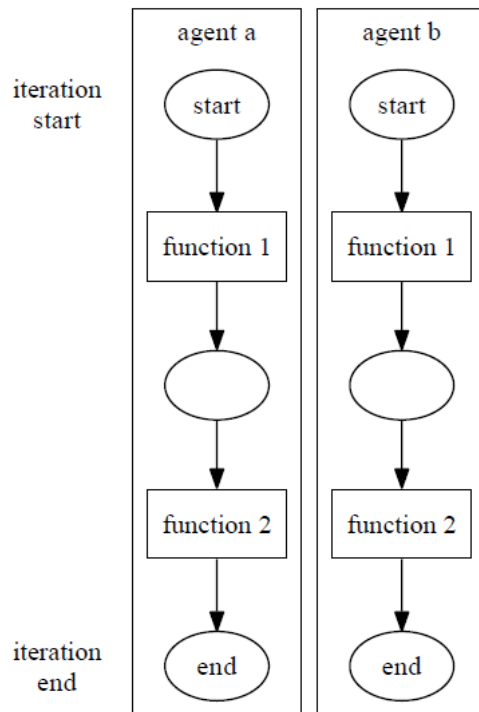 agent a
agent b
iteration
start
start
start
function 1
function 1
function 2
function 2
iteration
end
end
end